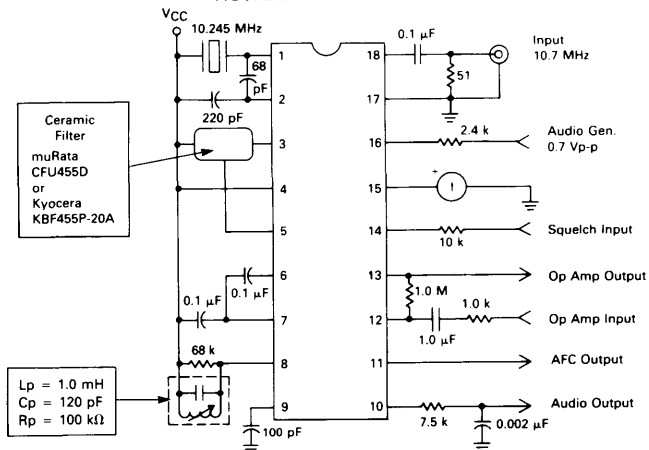 VCC
10.245 MHz
68
pF
220 pF
Ceramic
Filter
muRata
CFU455D
or
Kyocera
KBF455P-20A
0.1 µF
0.1 µF
68 k
Lp = 1.0 mH
Cp = 120 pF
Rp = 100 kΩ
100 pF
1
2
3
4
5
6
7
8
9
18
17
16
15
14
13
12
11
10
0.1 µF
Input
10.7 MHz
51
2.4 k
Audio Gen.
0.7 Vp-p
+
I
10 k
Squelch Input
Op Amp Output
1.0 M
1.0 k
Op Amp Input
1.0 µF
AFC Output
Audio Output
7.5 k
0.002 µF